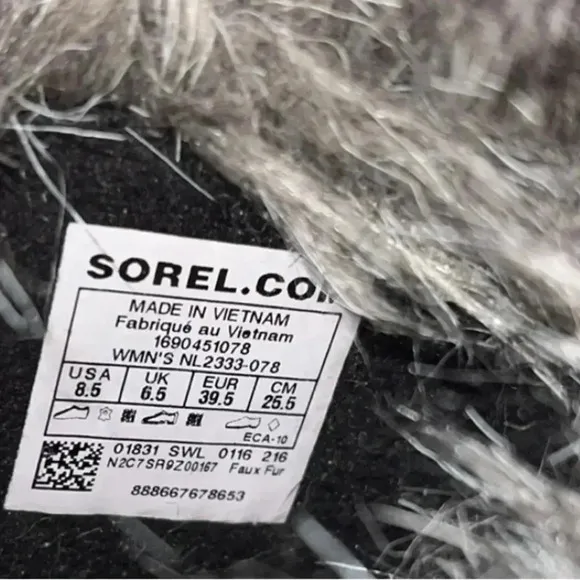 SOREL.CO
MADE IN VIETNAM
Fabriqué au Vietnam
1690451078
WMN'S NL2333-078
USA UK EUR CM
8.5 6.5 39.5 25.5
ECA-10
01831 SWL 0116 216
N2C7SR9Z00167 Faux Fur
888667678653